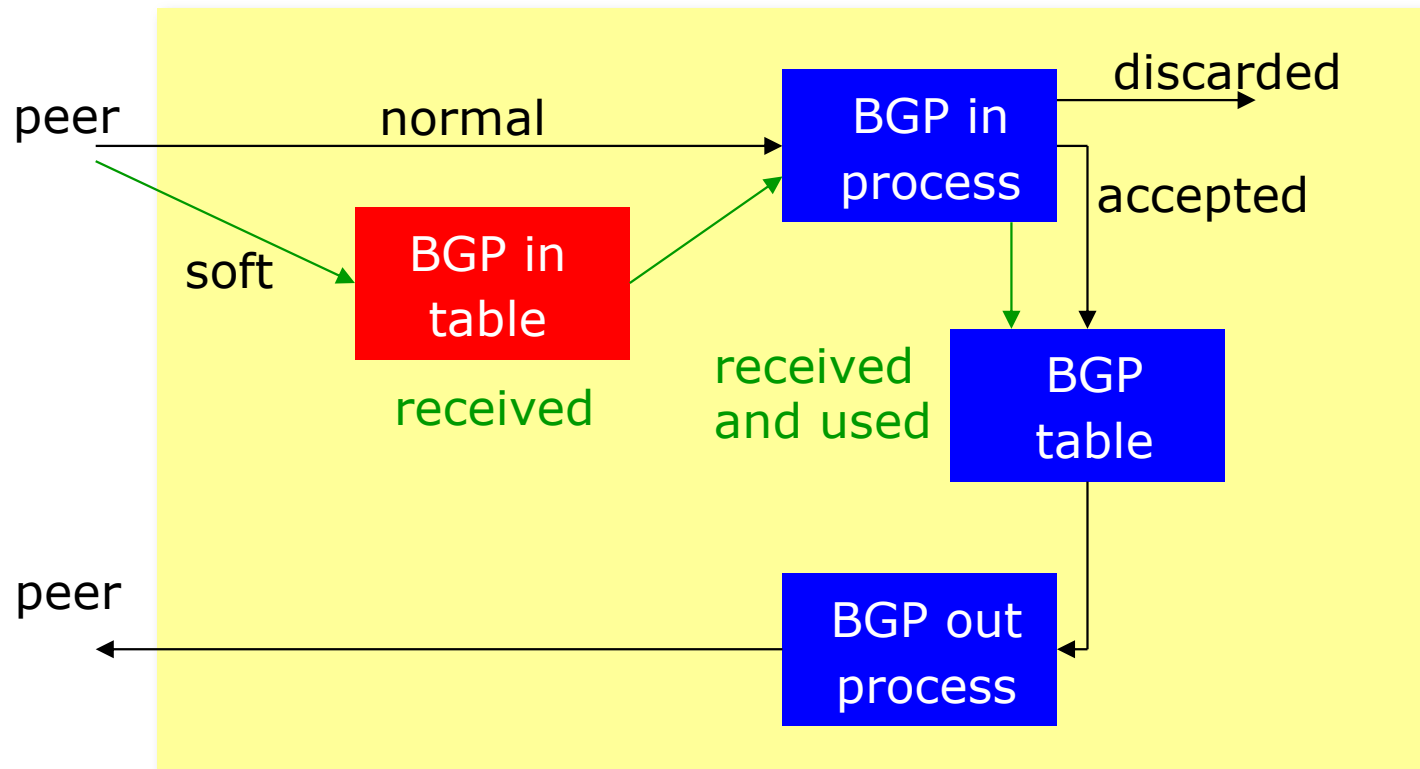 discarded
peer
normal
BGP in
process
accepted
soft
BGP in
table
received
received
and used
BGP
table
peer
BGP out
process